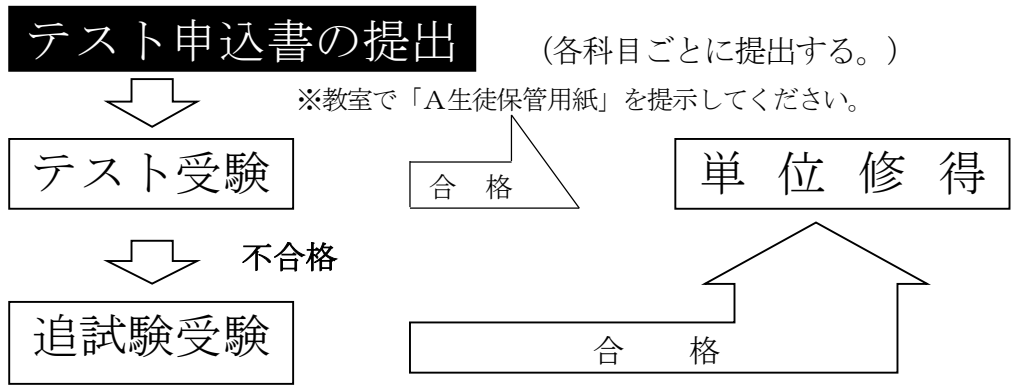 テスト申込書の提出 (各科目ごとに提出する。)
※教室で「A生徒保管用紙」を提示してください。
テスト受験 合 格 単 位 修 得
不合格
追試験受験 合 格